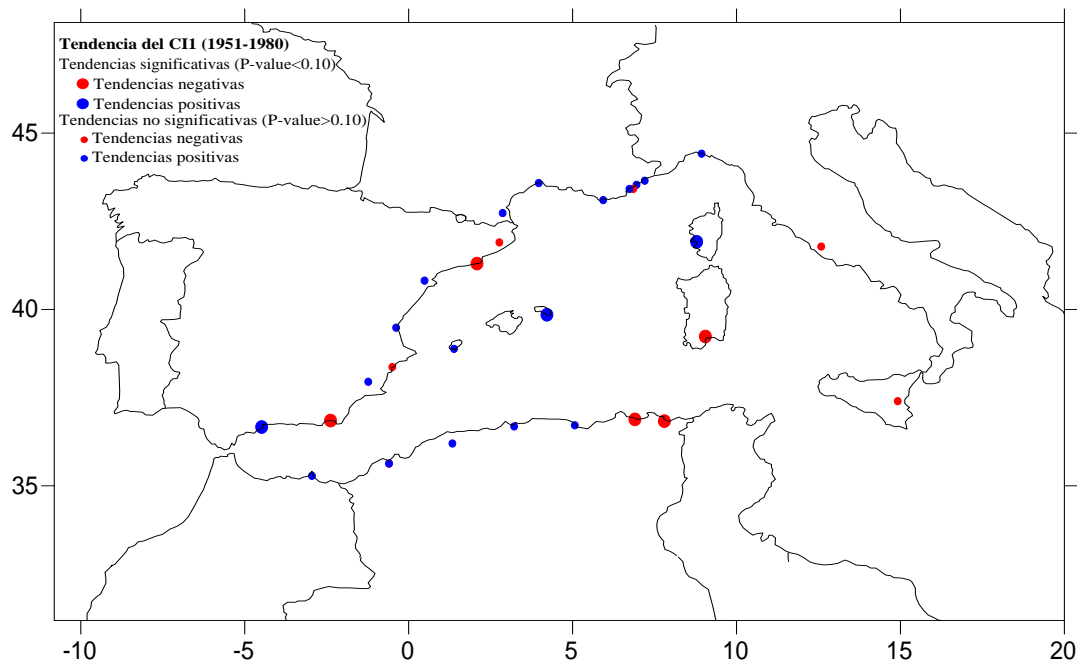 Tendencia del CI1 (1951-1980)
Tendencias significativas (P-value<0.10)
Tendencias negativas
Tendencias positivas
Tendencias no significativas (P-value>0.10)
Tendencias negativas
Tendencias positivas
45
40
35
-10 -5 0 5 10 15 20